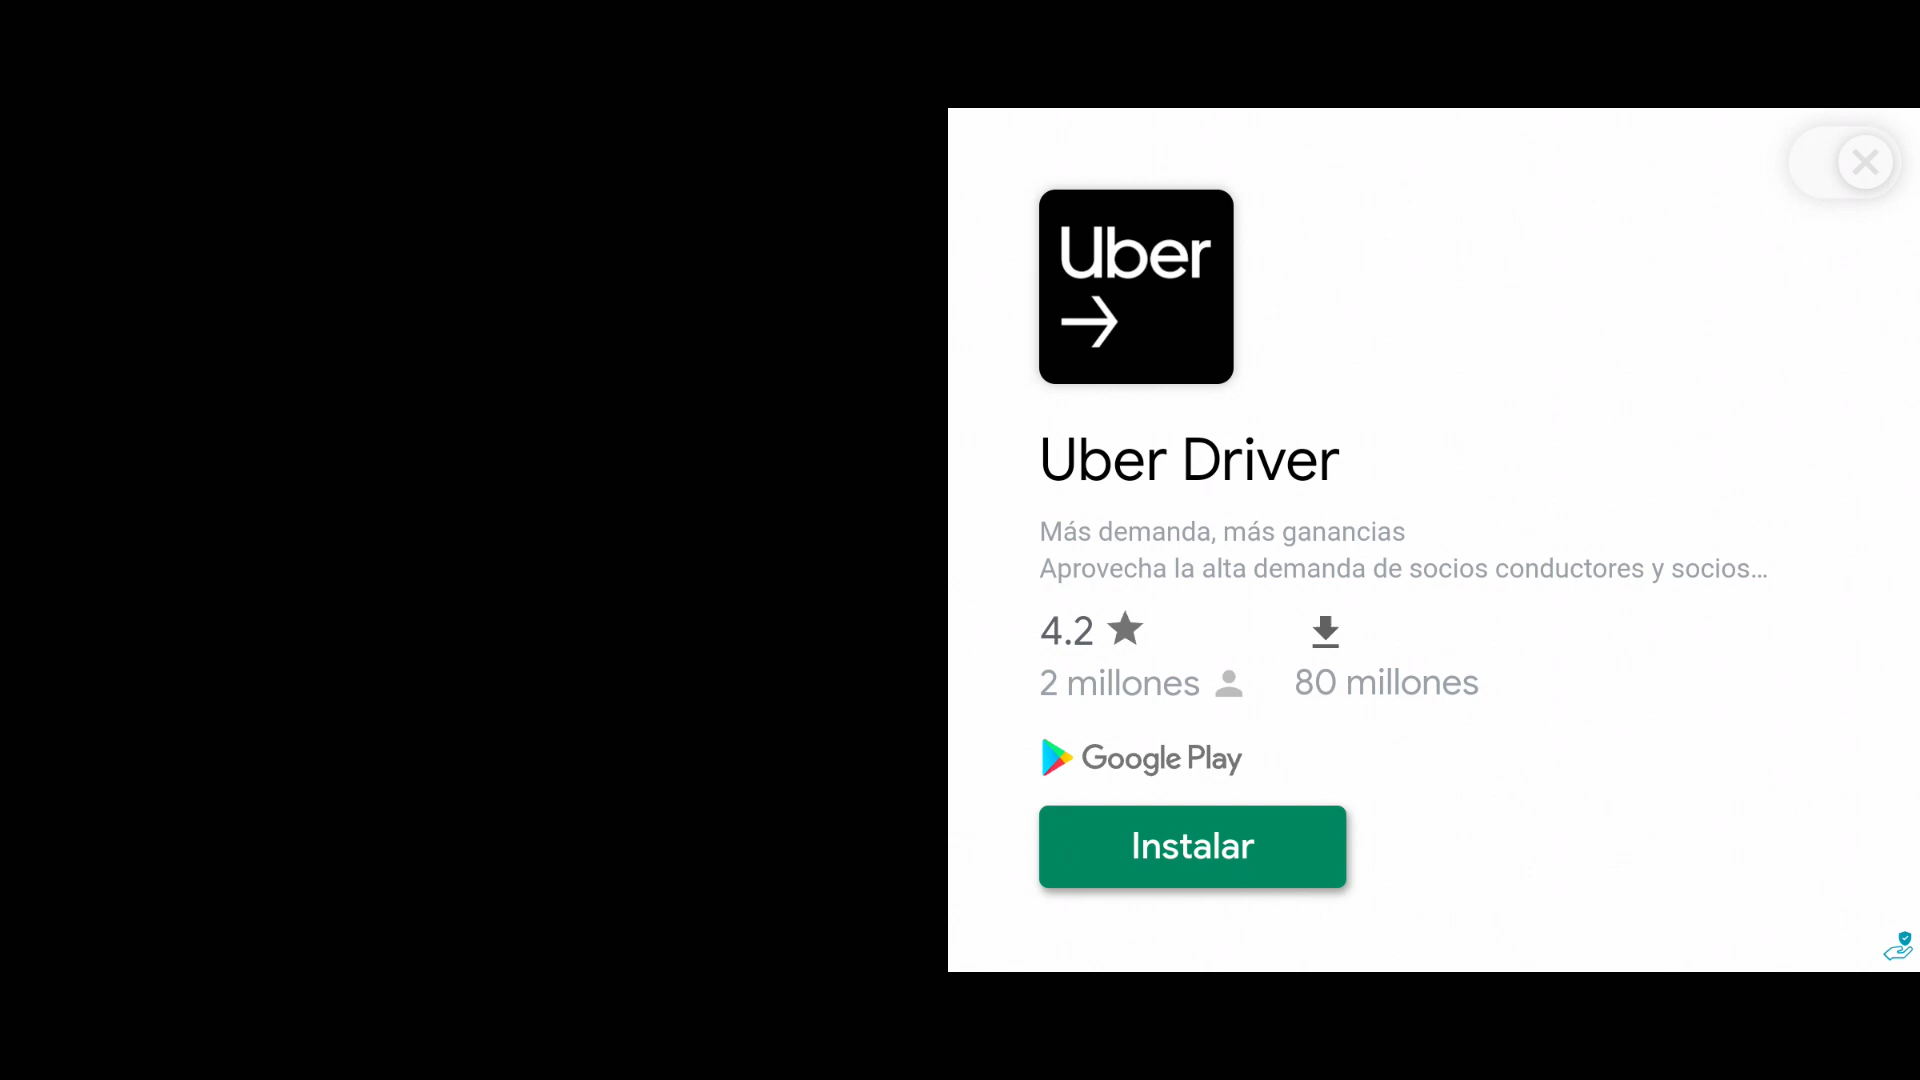 Uber
Uber Driver
Más demanda, más ganancias
Aprovecha la alta demanda de socios conductores y socios...
4.2
2 millones
80 millones
Google Play
Instalar